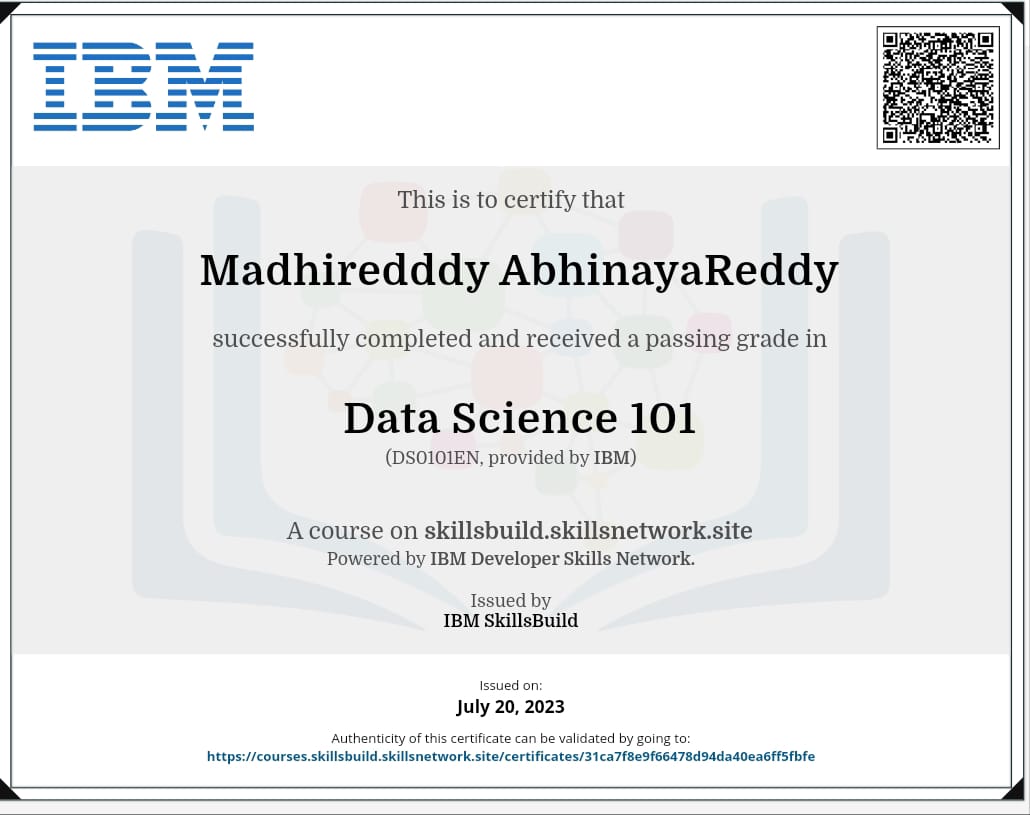 IBM
This is to certify that
Madhiredddy AbhinayaReddy
successfully completed and received a passing grade in
Data Science 101
(DS0101EN, provided by IBM)
A course on skillsbuild.skillsnetwork.site
Powered by IBM Developer Skills Network.
Issued by
IBM SkillsBuild
Issued on:
July 20, 2023
Authenticity of this certificate can be validated by going to:
https://courses.skillsbuild.skillsnetwork.site/certificates/31ca7f8e9f66478d94da40ea6ff5fbfe